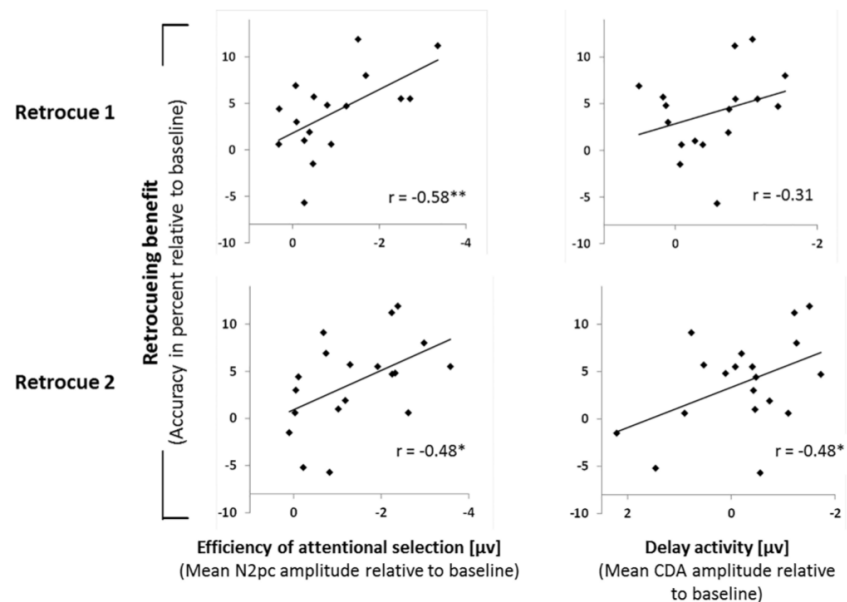 Retrocue 1
Retrocue 2
Retrocueing benefit
(Accuracy in percent relative to baseline)
10
5
0
-5
-10
0
-2
-4
r = -0.58**
10
5
0
-5
-10
0
-2
r = -0.31
10
5
0
-5
-10
0
-2
-4
r = -0.48*
10
5
0
-5
-10
2
0
-2
r = -0.48*
Efficiency of attentional selection [μv]
(Mean N2pc amplitude relative to baseline)
Delay activity [μv]
(Mean CDA amplitude relative
to baseline)